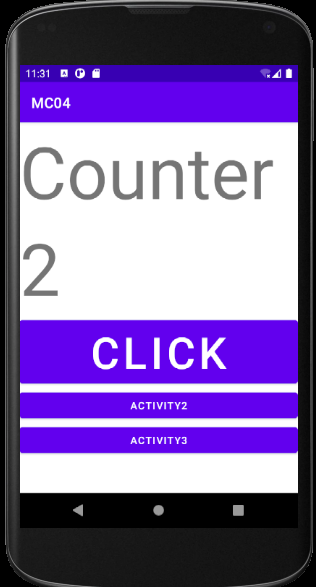 11:31
MC04
Counter
2
CLICK
ACTIVITY2
ACTIVITY3